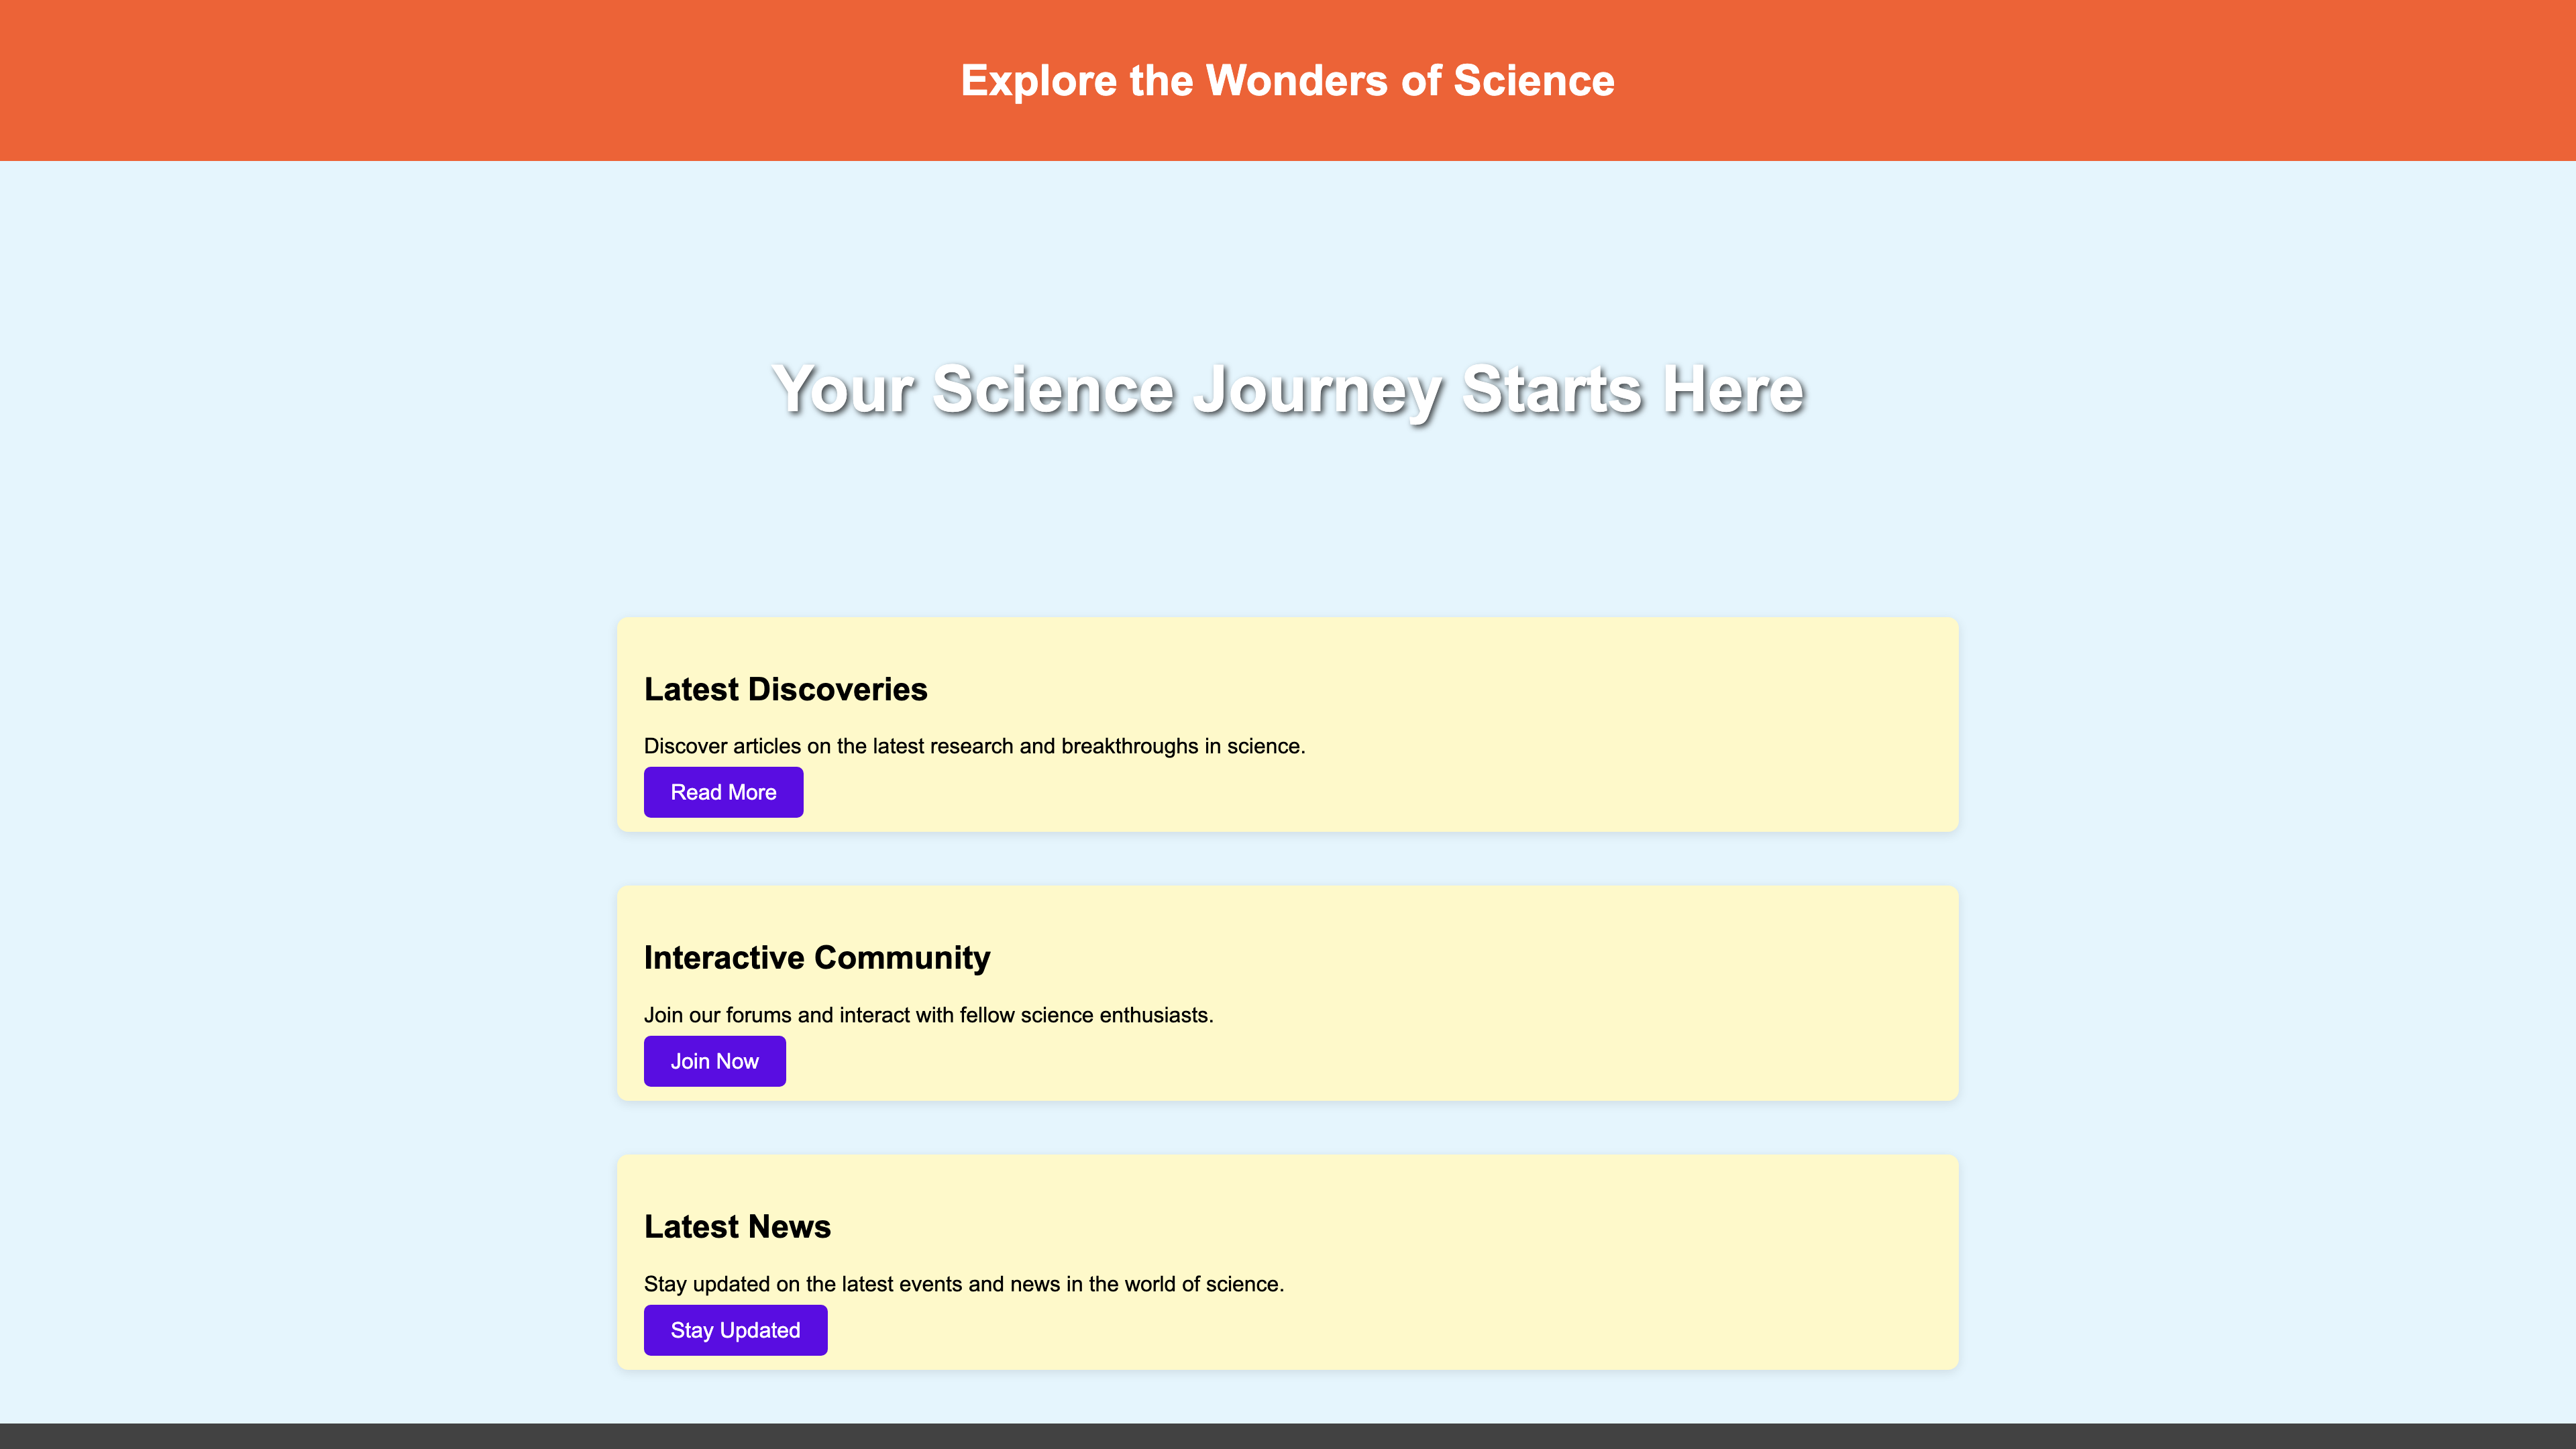 Explore the Wonders of Science
Your Science Journey Starts Here
Latest Discoveries
Discover articles on the latest research and breakthroughs in science.
Read More
Interactive Community
Join our forums and interact with fellow science enthusiasts.
Join Now
Latest News
Stay updated on the latest events and news in the world of science.
Stay Updated